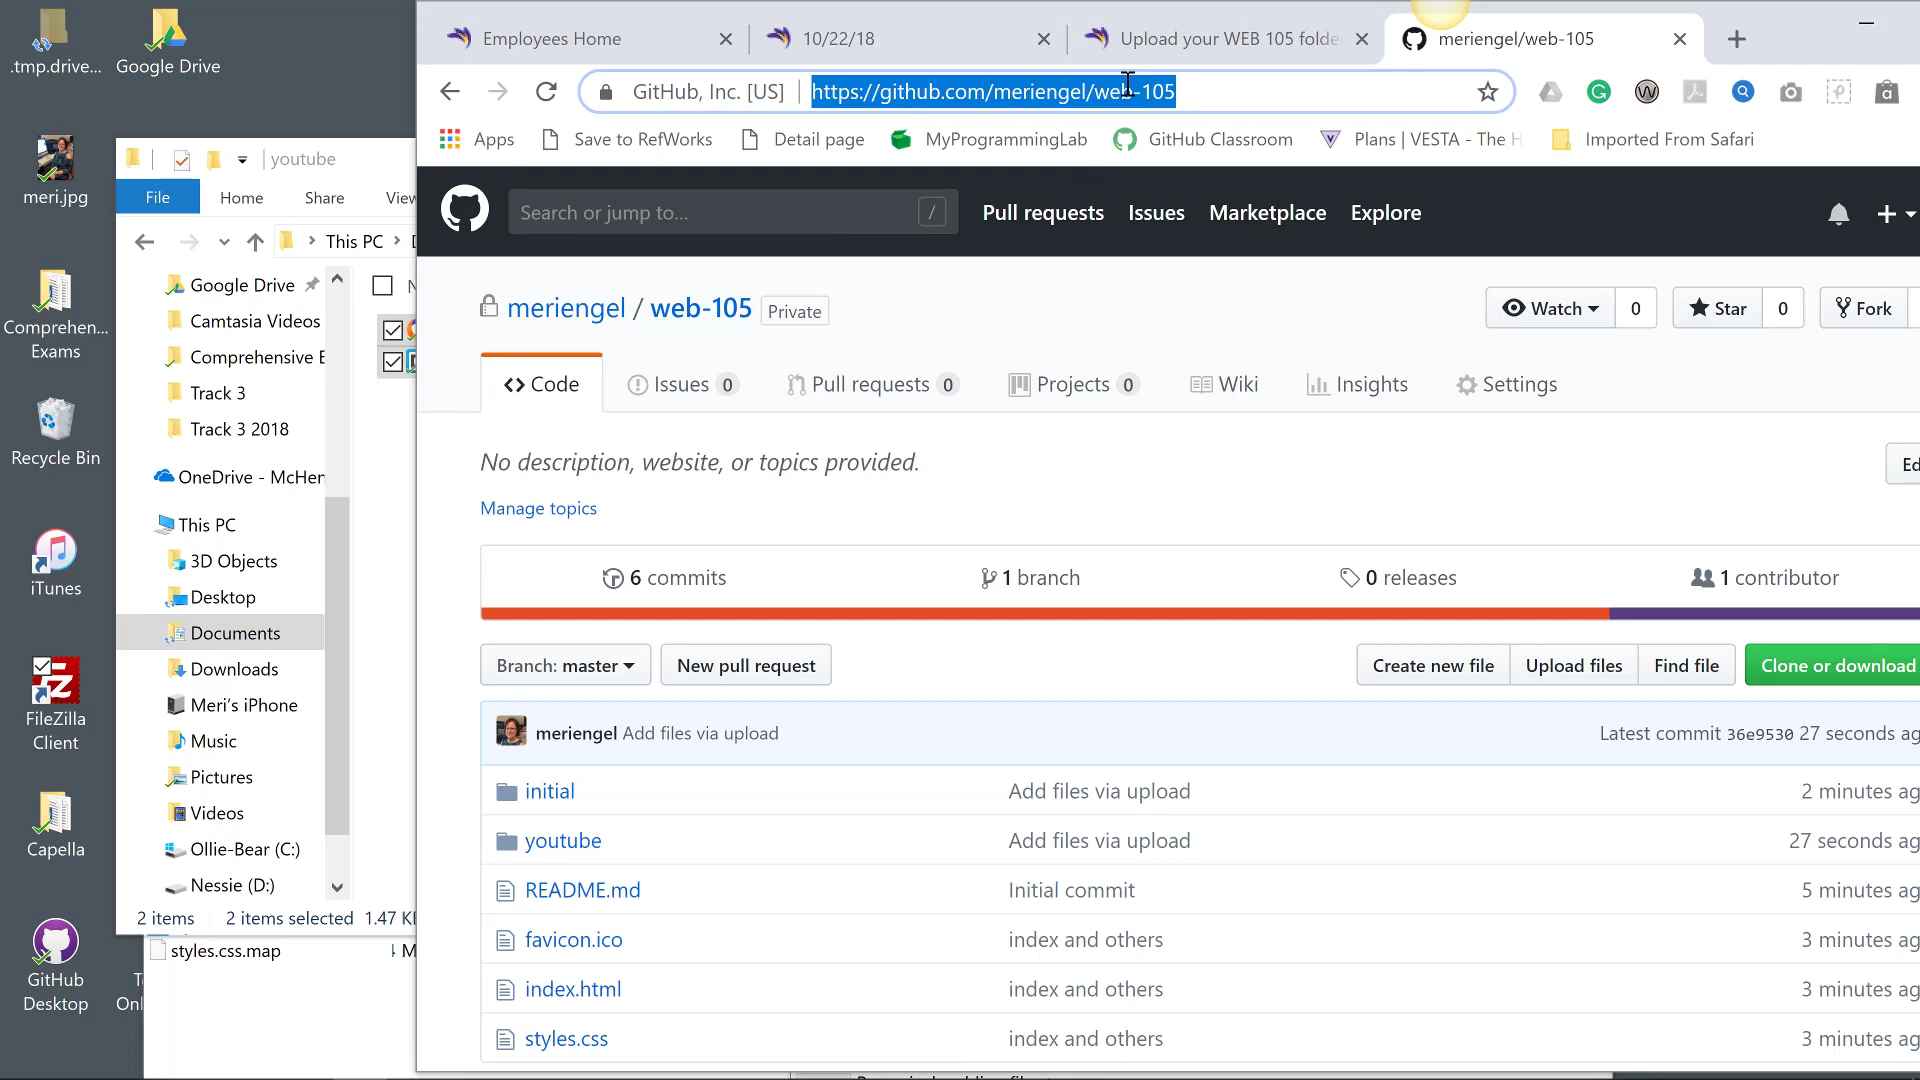 .tmp.drive...
Google Drive
meri.jpg
Comprehen...
Exams
Recycle Bin
iTunes
FileZilla
Client
Capella
GitHub
Desktop
youtube
File
Home
Share
View
This PC
Google Drive
Camtasia Videos
Comprehensive E
Track 3
Track 3 2018
OneDrive - McHen
This PC
3D Objects
Desktop
Documents
Downloads
Meri's iPhone
Music
Pictures
Videos
Ollie-Bear (C:)
Nessie (D:)
2 items 2 items selected 1.47 K
styles.css.map
Employees Home
10/22/18
Upload your WEB 105 folde
meriengel/web-105
GitHub, Inc. [US] | https://github.com/meriengel/web-105
Apps Save to RefWorks Detail page MyProgrammingLab GitHub Classroom Plans | VESTA - The H Imported From Safari
Search or jump to... /
Pull requests Issues Marketplace Explore
meriengel / web-105 Private
Watch 0 Star 0 Fork
Code Issues 0 Pull requests 0 Projects 0 Wiki Insights Settings
No description, website, or topics provided.
Ed
Manage topics
6 commits 1 branch 0 releases 1 contributor
Branch: master New pull request Create new file Upload files Find file Clone or download
meriengel Add files via upload Latest commit 36e9530 27 seconds ag
initial Add files via upload 2 minutes ag
youtube Add files via upload 27 seconds ag
README.md Initial commit 5 minutes ag
favicon.ico index and others 3 minutes ag
index.html index and others 3 minutes ag
styles.css index and others 3 minutes ag